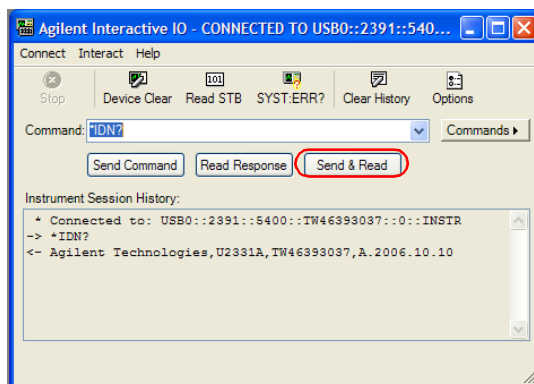 Agilent Interactive IO - CONNECTED TO USB0::2391::540...
Connect Interact Help
101
Stop Device Clear Read STB SYST:ERR? Clear History Options
Command: *IDN? Commands
Send Command Read Response Send & Read
Instrument Session History:
* Connected to: USB0::2391::5400::TW46393037::0::INSTR
-> *IDN?
<- Agilent Technologies,U2331A,TW46393037,A.2006.10.10